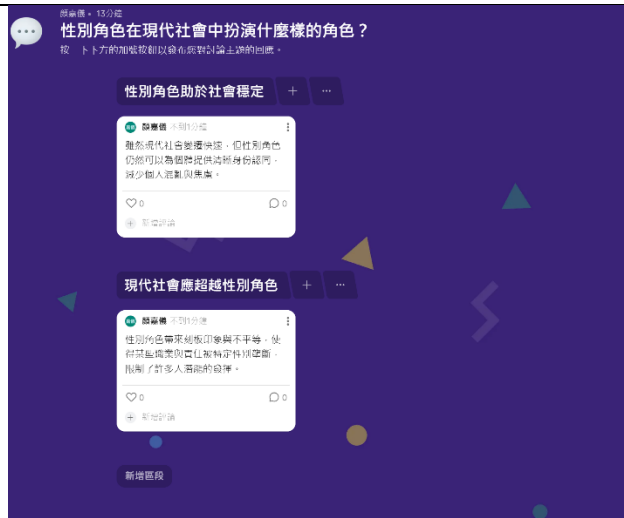 顏嘉儀 • 13分鐘
性別角色在現代社會中扮演什麼樣的角色？
按 下方的加號按鈕以發布您對討論主題的回應。
性別角色助於社會穩定
顏嘉儀 不到1分鐘
雖然現代社會變遷快速，但性別角色
仍然可以為個體提供清晰身份認同，
減少個人混亂與焦慮。
0
0
新增評論
現代社會應超越性別角色
顏嘉儀 不到1分鐘
性別角色帶來刻板印象與不平等，使
得某些職業與責任被特定性別壟斷，
限制了許多人潛能的發揮。
0
0
新增評論
新增區段